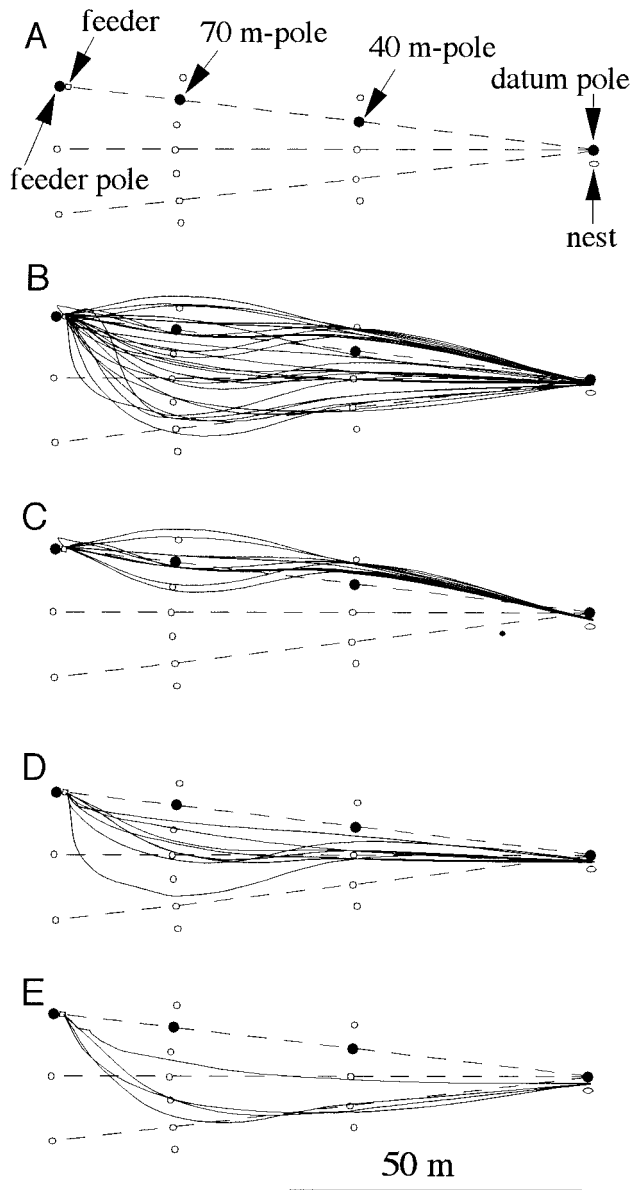 A
feeder
70 m-pole
40 m-pole
datum pole
feeder pole
nest
B
C
D
E
50 m